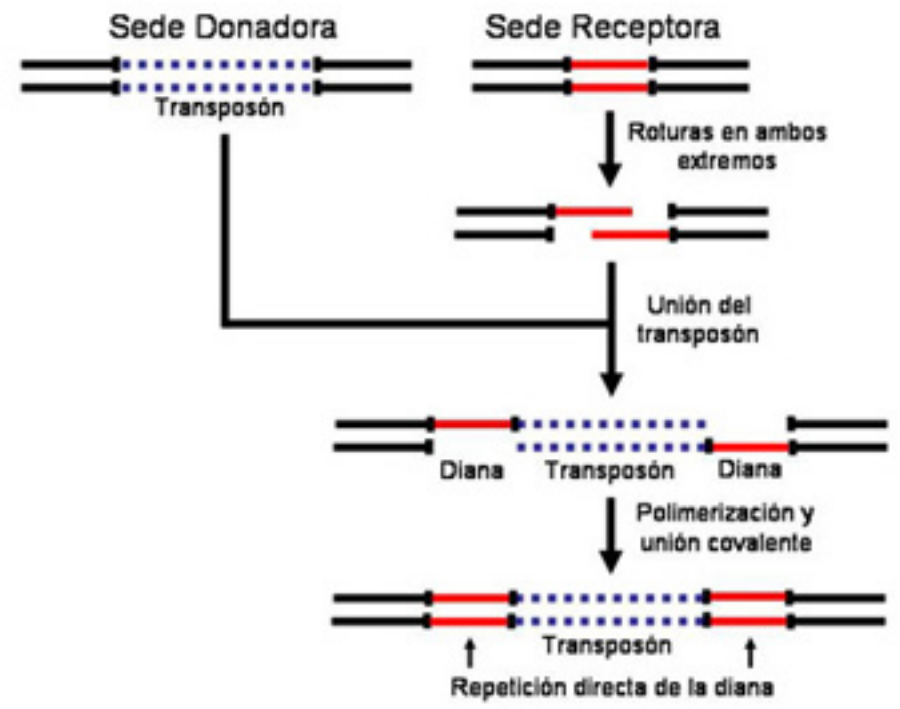 Sede Donadora
Sede Receptora
Transposón
Roturas en ambos
extremos
Unión del
transposón
Diana
Transposón
Diana
Polimerización y
unión covalente
Transposón
Repetición directa de la diana